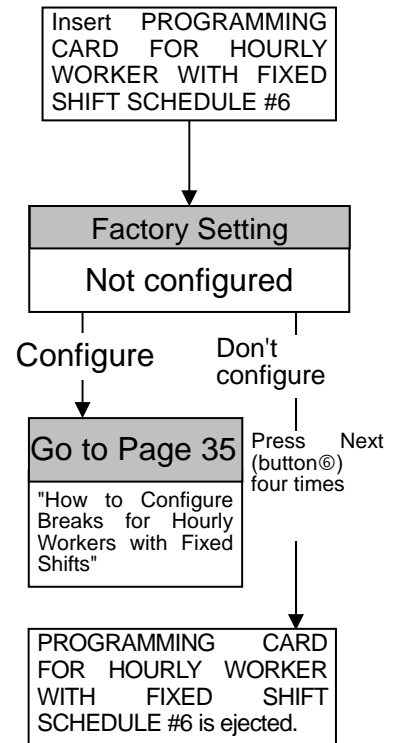 Insert PROGRAMMING
CARD FOR HOURLY
WORKER WITH FIXED
SHIFT SCHEDULE #6
Factory Setting
Not configured
Configure
Don't
configure
Go to Page 35
"How to Configure
Breaks for Hourly
Workers with Fixed
Shifts"
Press Next
(button⑥)
four times
PROGRAMMING CARD
FOR HOURLY WORKER
WITH FIXED SHIFT
SCHEDULE #6 is ejected.